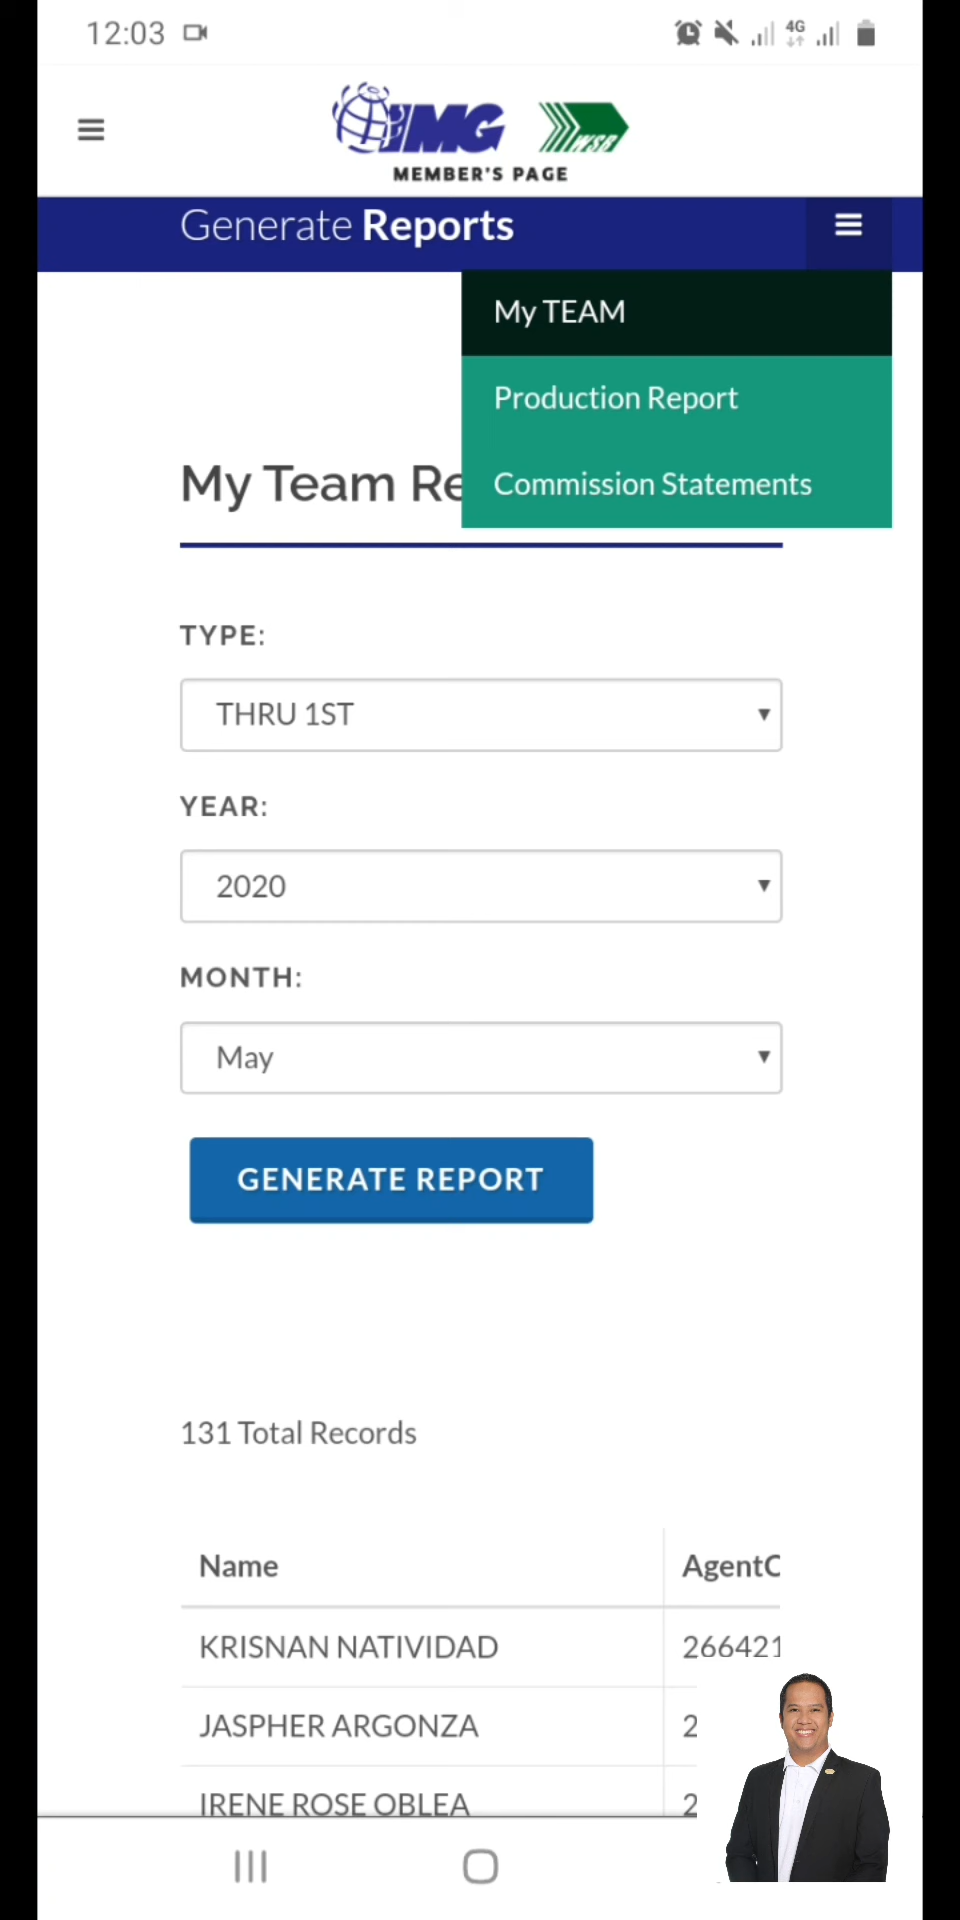 12:03
4G
IMG
WSB
MEMBER'S PAGE
Generate Reports
My TEAM
Production Report
Commission Statements
My Team Re
TYPE:
THRU 1ST
YEAR:
2020
MONTH:
May
GENERATE REPORT
131 Total Records
Name AgentC
KRISNAN NATIVIDAD 266421
JASPHER ARGONZA 2
IRENE ROSE OBLEA 2